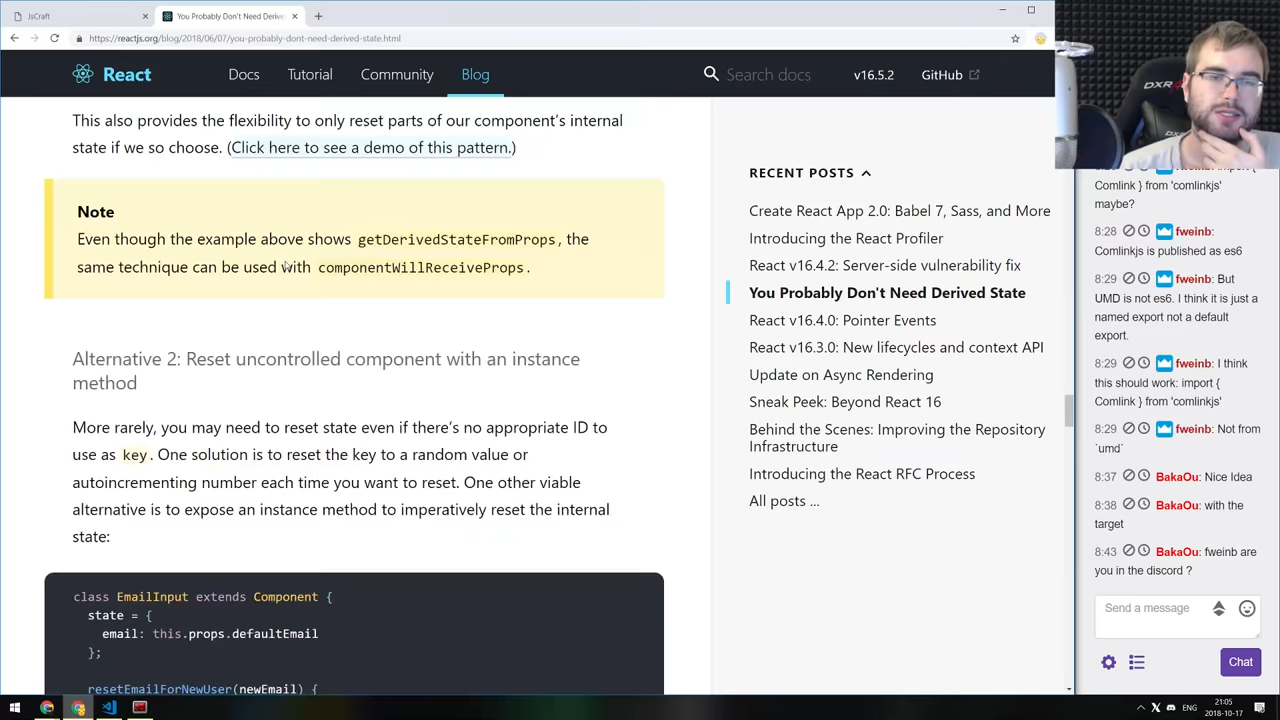 JsCraft
You Probably Don't Need Derive
https://reactjs.org/blog/2018/06/07/you-probably-dont-need-derived-state.html
React
Docs
Tutorial
Community
Blog
Search docs
v16.5.2
GitHub
This also provides the flexibility to only reset parts of our component's internal
state if we so choose. (Click here to see a demo of this pattern.)
Note
Even though the example above shows getDerivedStateFromProps, the
same technique can be used with componentWillReceiveProps.
Alternative 2: Reset uncontrolled component with an instance
method
More rarely, you may need to reset state even if there's no appropriate ID to
use as key. One solution is to reset the key to a random value or
autoincrementing number each time you want to reset. One other viable
alternative is to expose an instance method to imperatively reset the internal
state:
class EmailInput extends Component {
state = {
email: this.props.defaultEmail
};
resetEmailForNewUser(newEmail) {
RECENT POSTS
Create React App 2.0: Babel 7, Sass, and More
Introducing the React Profiler
React v16.4.2: Server-side vulnerability fix
You Probably Don't Need Derived State
React v16.4.0: Pointer Events
React v16.3.0: New lifecycles and context API
Update on Async Rendering
Sneak Peek: Beyond React 16
Behind the Scenes: Improving the Repository
Infrastructure
Introducing the React RFC Process
All posts ...
DXR
fweinb: import {
Comlink } from 'comlinkjs'
maybe?
8:28 fweinb:
Comlinkjs is published as es6
8:29 fweinb: But
UMD is not es6. I think it is just a
named export not a default
export.
8:29 fweinb: I think
this should work: import {
Comlink } from 'comlinkjs'
8:29 fweinb: Not from
`umd`
8:37 BakaOu: Nice Idea
8:38 BakaOu: with the
target
8:43 BakaOu: fweinb are
you in the discord ?
Send a message
Chat
ENG
21:05
2018-10-17